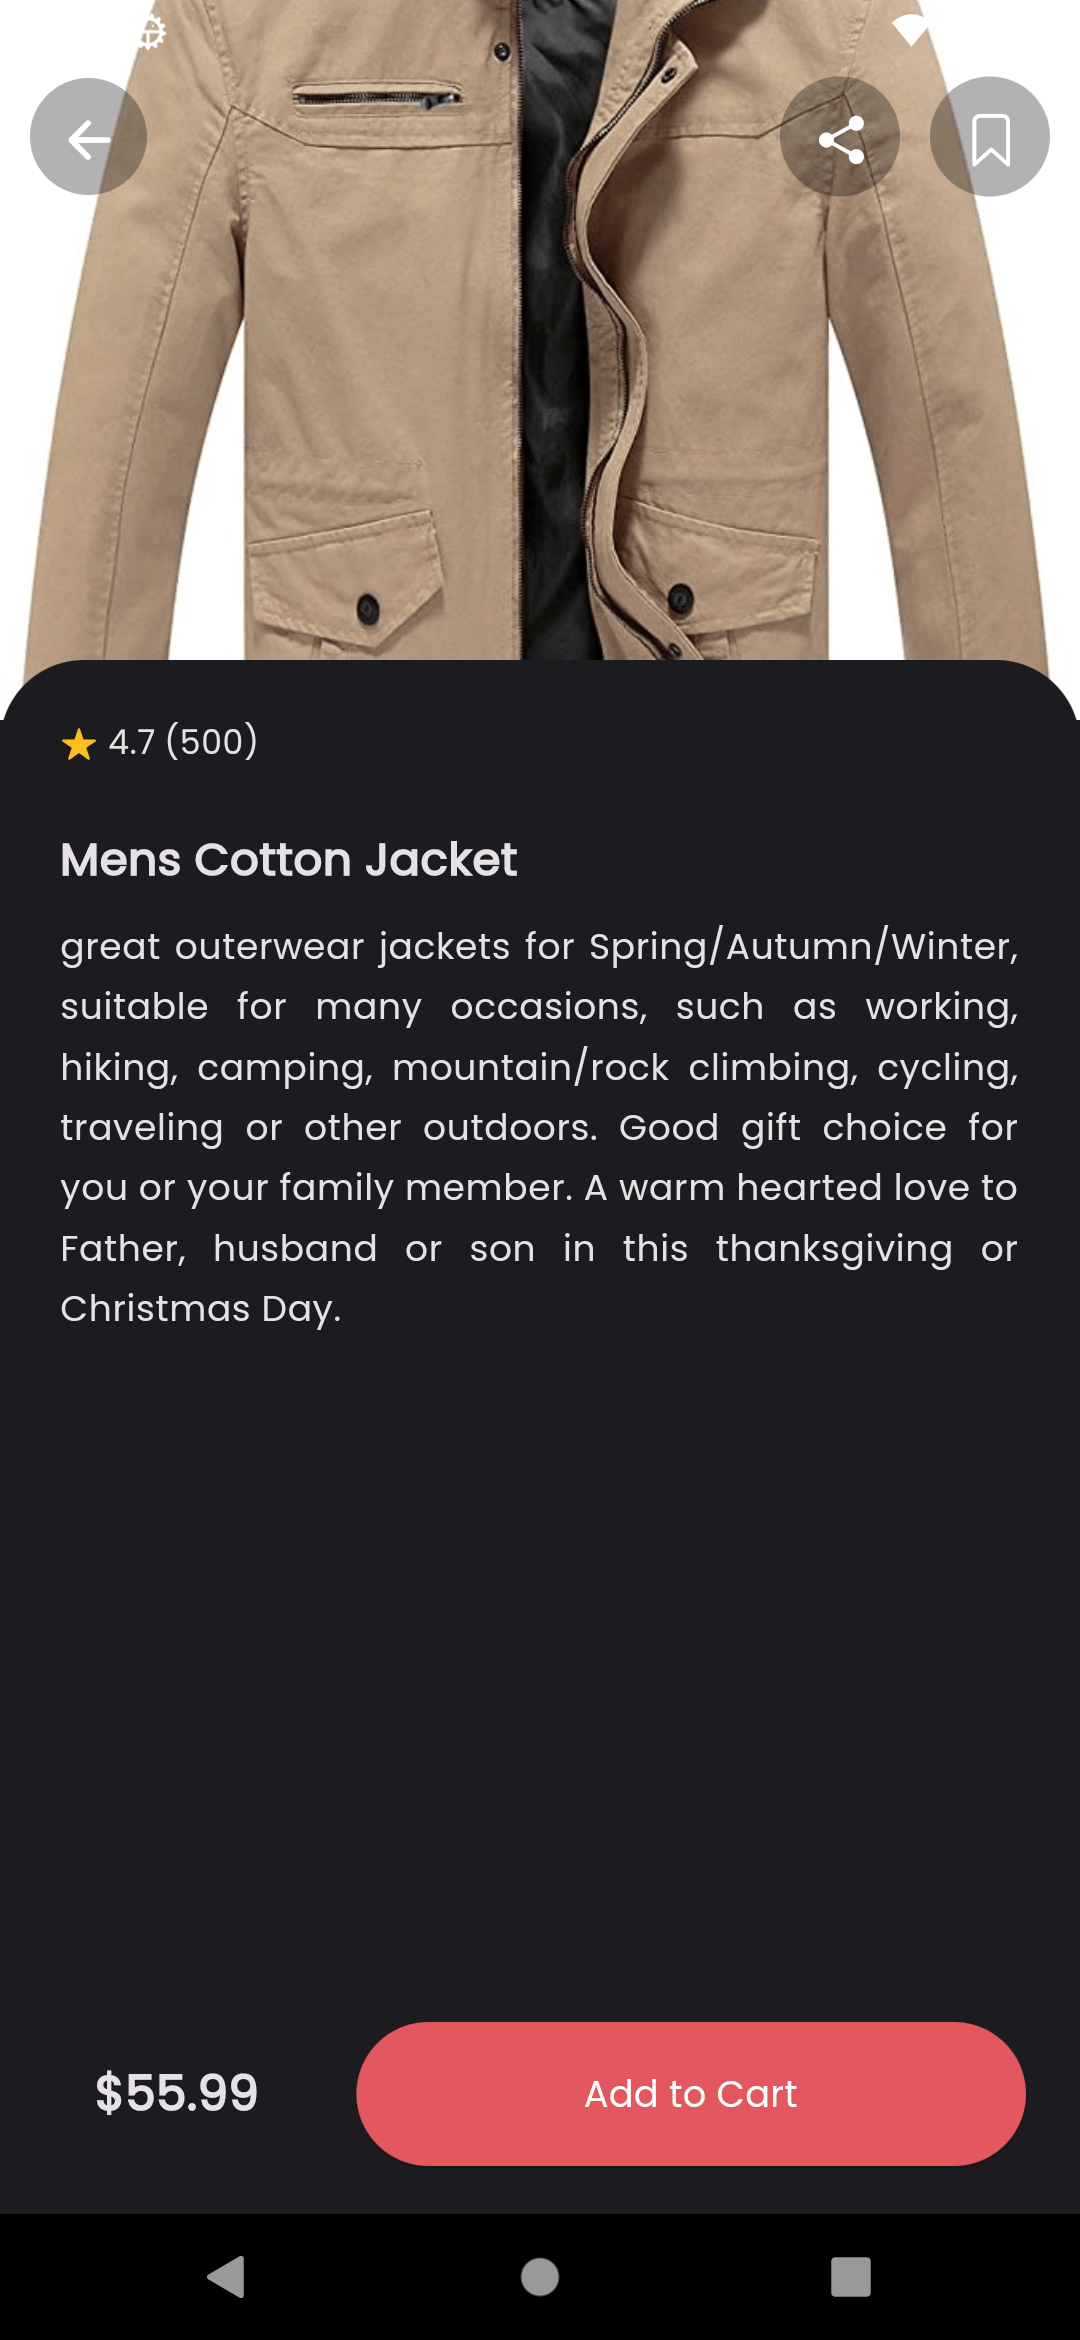 4.7 (500)
Mens Cotton Jacket
great outerwear jackets for Spring/Autumn/Winter,
suitable for many occasions, such as working,
hiking, camping, mountain/rock climbing, cycling,
traveling or other outdoors. Good gift choice for
you or your family member. A warm hearted love to
Father, husband or son in this thanksgiving or
Christmas Day.
$55.99
Add to Cart